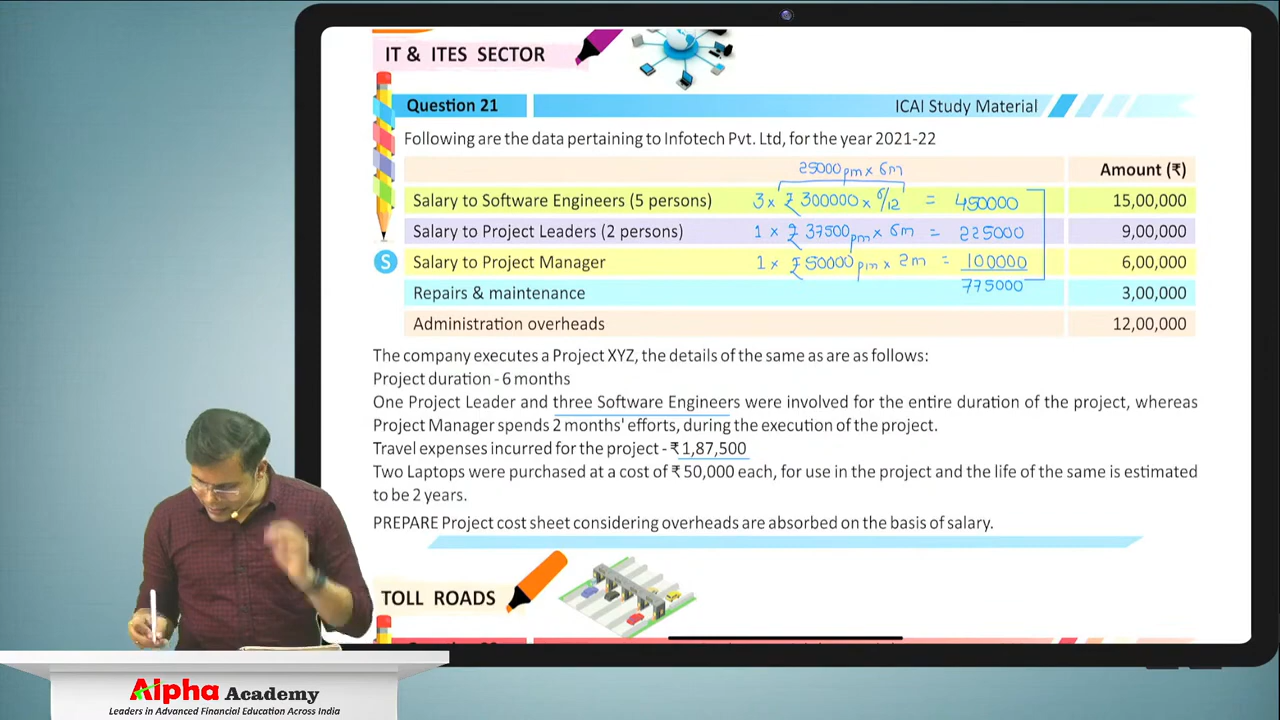 IT & ITES SECTOR
Question 21 ICAI Study Material
Following are the data pertaining to Infotech Pvt. Ltd, for the year 2021-22
25000pm x 6m
Amount (₹)
Salary to Software Engineers (5 persons) 3 x ₹ 300000 x 6/12 = 450000 15,00,000
Salary to Project Leaders (2 persons) 1 x ₹ 37500pm x 6m = 225000 9,00,000
S Salary to Project Manager 1 x ₹50000pm x 2m = 100000 6,00,000
775000
Repairs & maintenance 3,00,000
Administration overheads 12,00,000
The company executes a Project XYZ, the details of the same as are as follows:
Project duration - 6 months
One Project Leader and three Software Engineers were involved for the entire duration of the project, whereas
Project Manager spends 2 months' efforts, during the execution of the project.
Travel expenses incurred for the project - ₹ 1,87,500
Two Laptops were purchased at a cost of ₹ 50,000 each, for use in the project and the life of the same is estimated
to be 2 years.
PREPARE Project cost sheet considering overheads are absorbed on the basis of salary.
TOLL ROADS
Alpha Academy
Leaders in Advanced Financial Education Across India